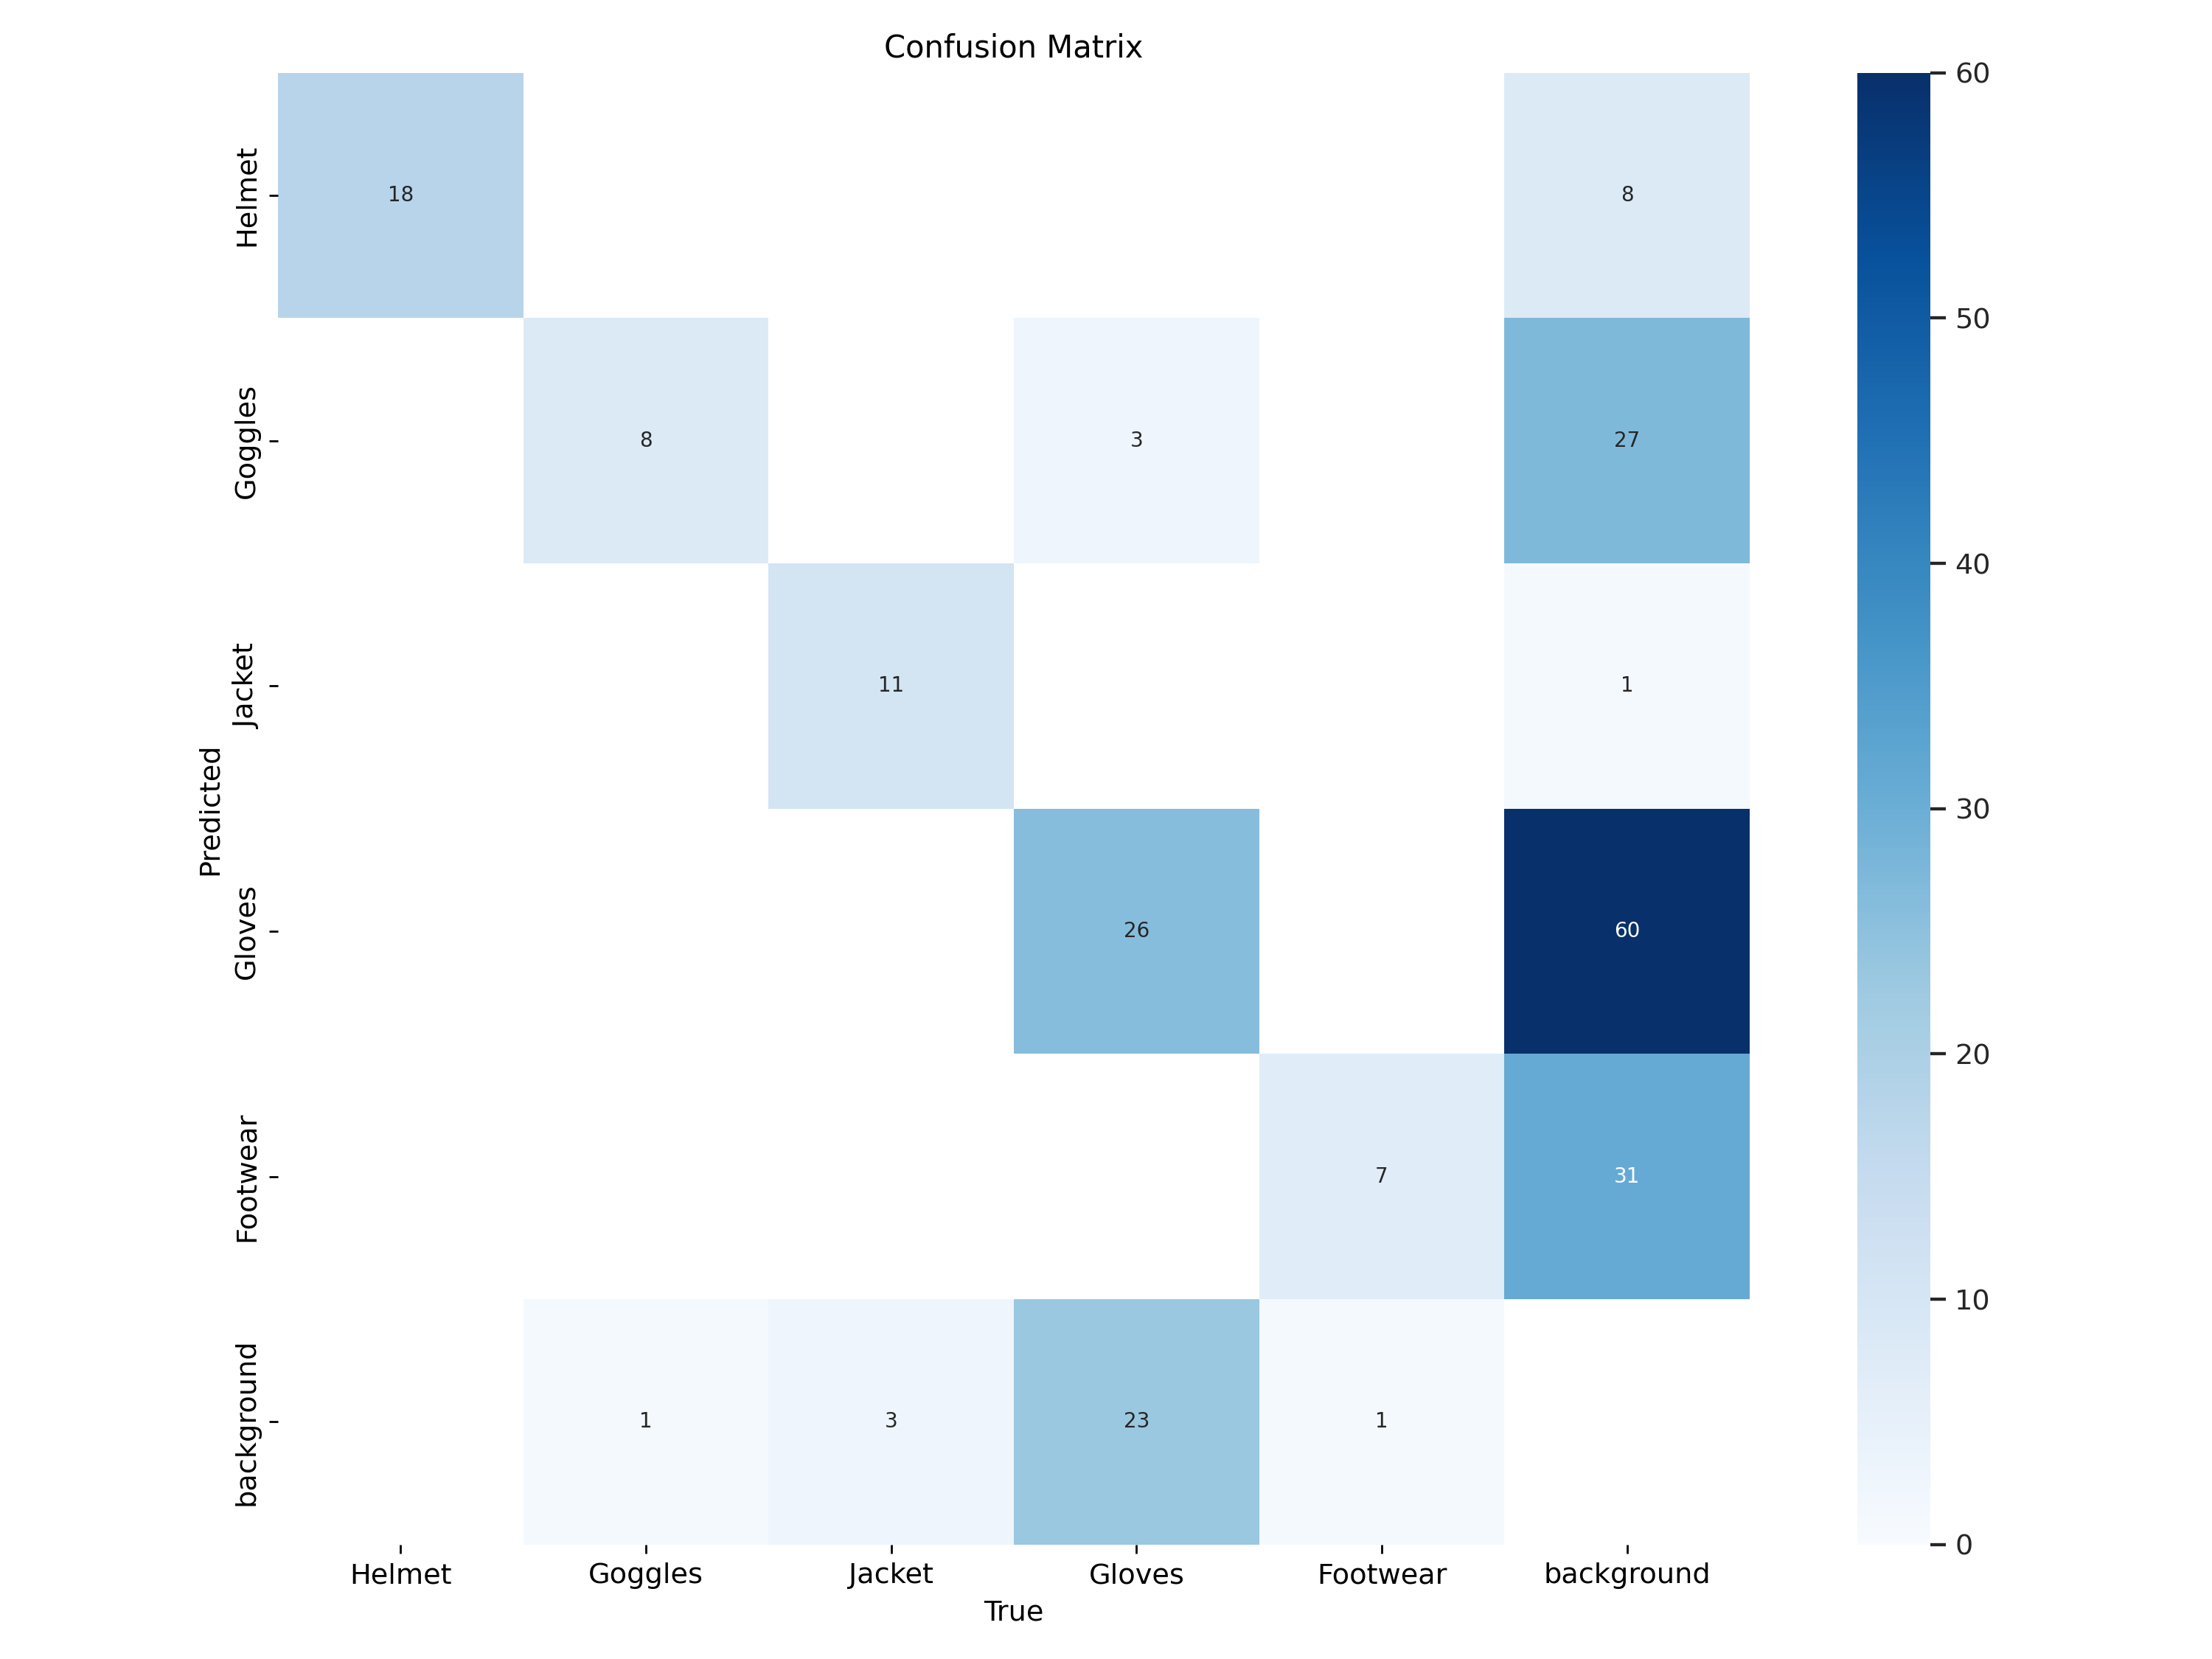 Confusion Matrix
Helmet 18 8 60
50
Goggles 8 3 27
40
Jacket 11 1
30
Predicted
Gloves 26 60
20
Footwear 7 31
10
background 1 3 23 1
0
Helmet Goggles Jacket Gloves Footwear background
True